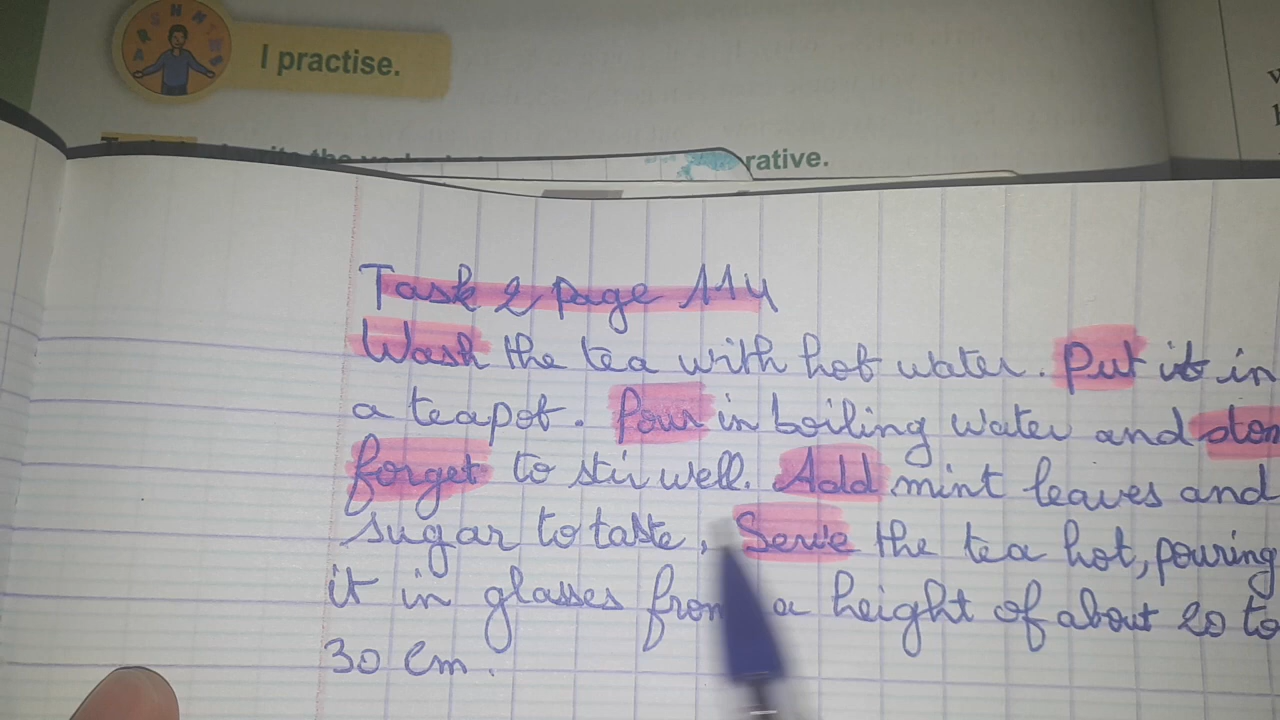 I practise.
rative.
Task 2 page 114
Wash the tea with hot water. Put it in
a teapot. Pour in boiling water and don
forget to stir well. Add mint leaves and
sugar to taste, Serve the tea hot, pouring
it in glasses from a height of about 20 to
30 cm.